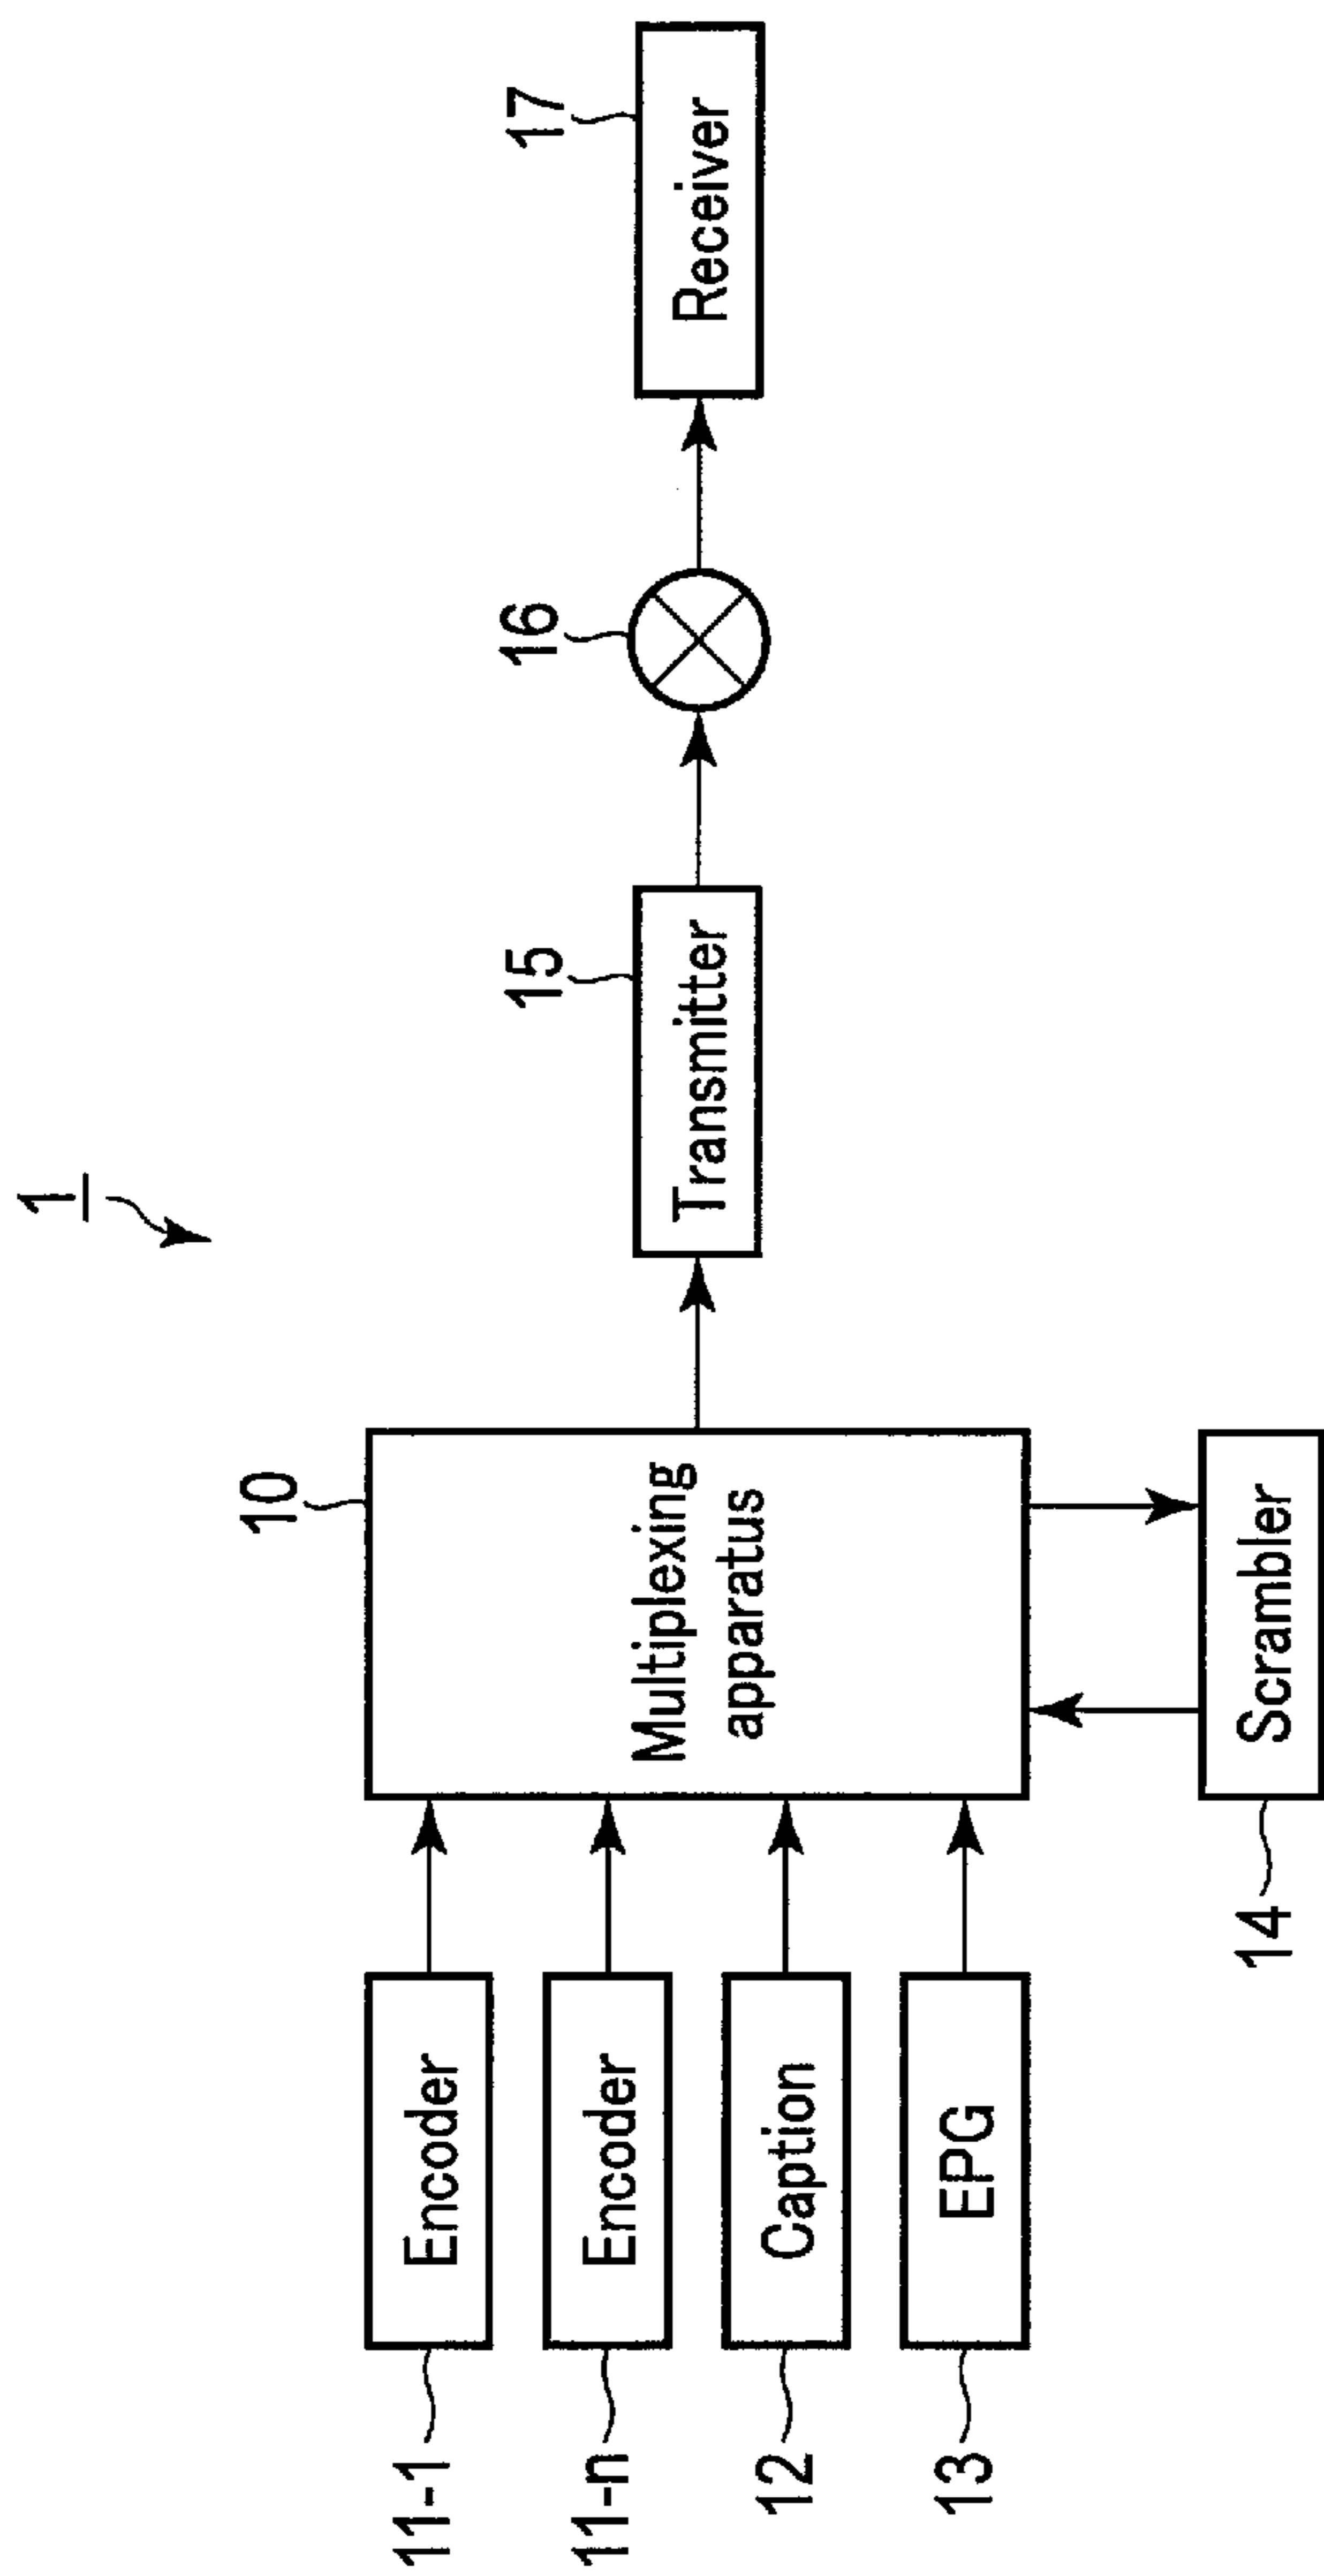 1
10
15
16
17
11-1
Encoder
11-n
Encoder
12
Caption
13
EPG
Multiplexing
apparatus
Transmitter
Receiver
14
Scrambler